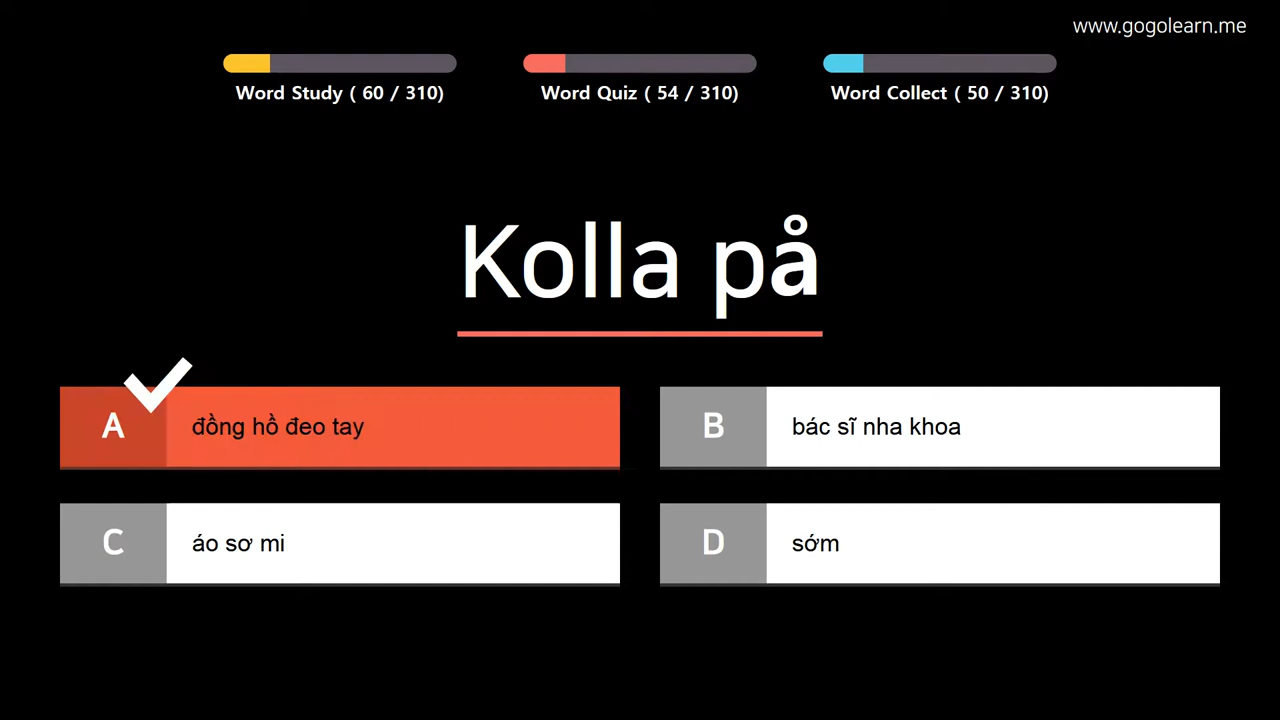 www.gogolearn.me
Word Study ( 60 / 310)
Word Quiz ( 54 / 310)
Word Collect ( 50 / 310)
Kolla på
A
đồng hồ đeo tay
B
bác sĩ nha khoa
C
áo sơ mi
D
sớm